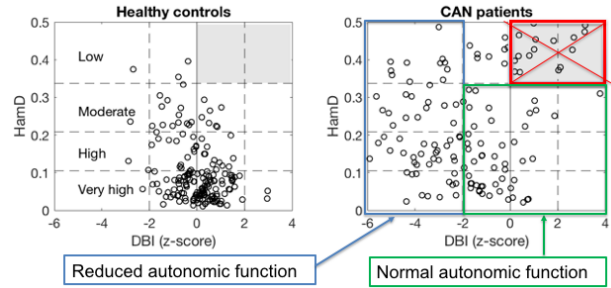 Healthy controls
CAN patients
0.5
0.4
0.3
0.2
0.1
0
HamD
Low
Moderate
High
Very high
-6
-4
-2
0
2
4
DBI (z-score)
0.5
0.4
0.3
0.2
0.1
0
HamD
-6
-4
-2
0
2
4
DBI (z-score)
Reduced autonomic function
Normal autonomic function